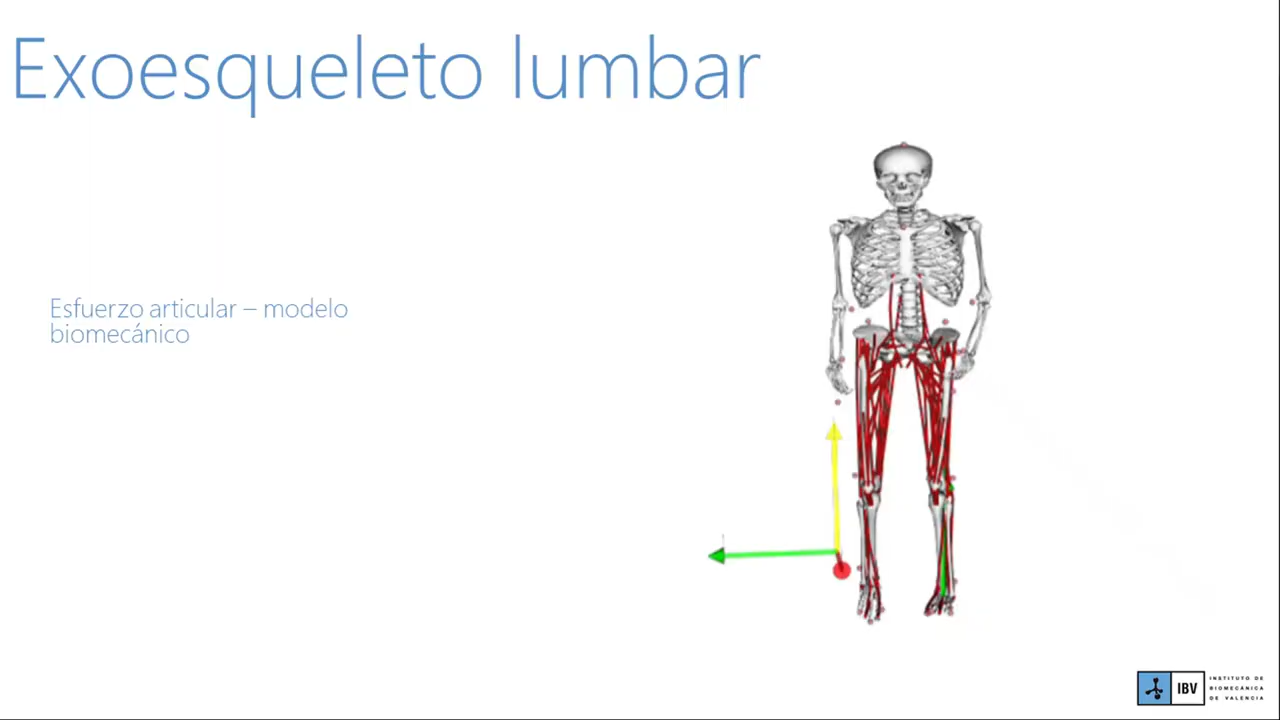 Exoesqueleto lumbar
Esfuerzo articular – modelo
biomecánico
IBV
INSTITUTO DE
BIOMECÁNICA
DE VALENCIA